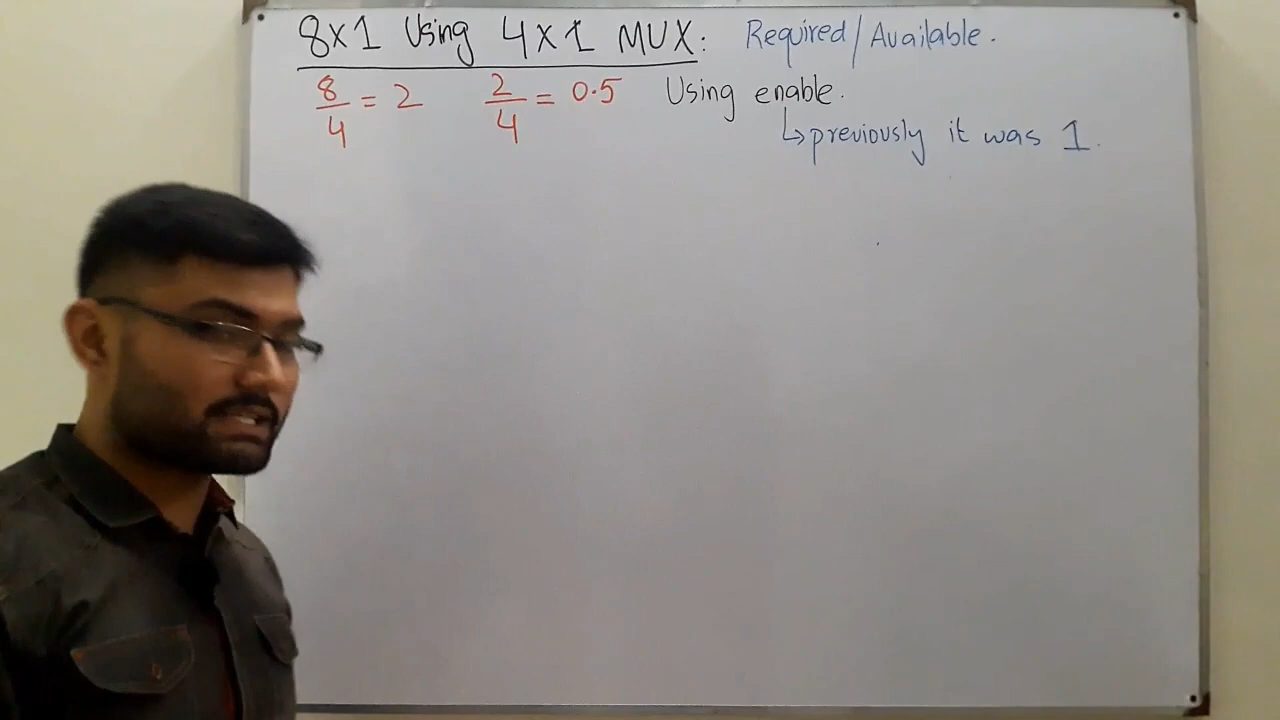 8x1 Using 4x1 MUX: Required/Available.
8/4 = 2 2/4 = 0.5 Using enable.
↳ previously it was 1.